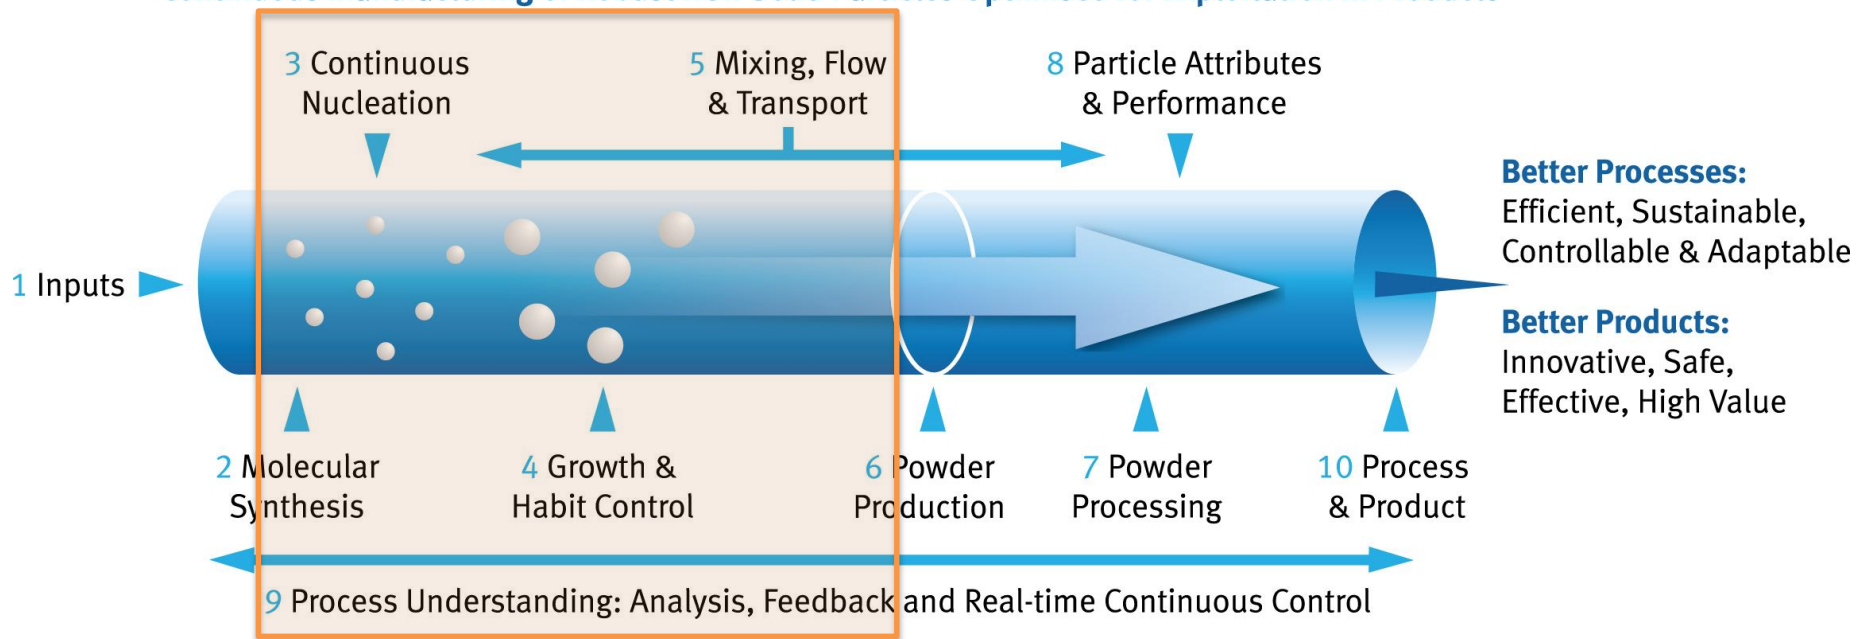 3 Continuous
Nucleation
5 Mixing, Flow
& Transport
8 Particle Attributes
& Performance
1 Inputs
Better Processes:
Efficient, Sustainable,
Controllable & Adaptable
Better Products:
Innovative, Safe,
Effective, High Value
2 Molecular
Synthesis
4 Growth &
Habit Control
6 Powder
Production
7 Powder
Processing
10 Process
& Product
9 Process Understanding: Analysis, Feedback and Real-time Continuous Control